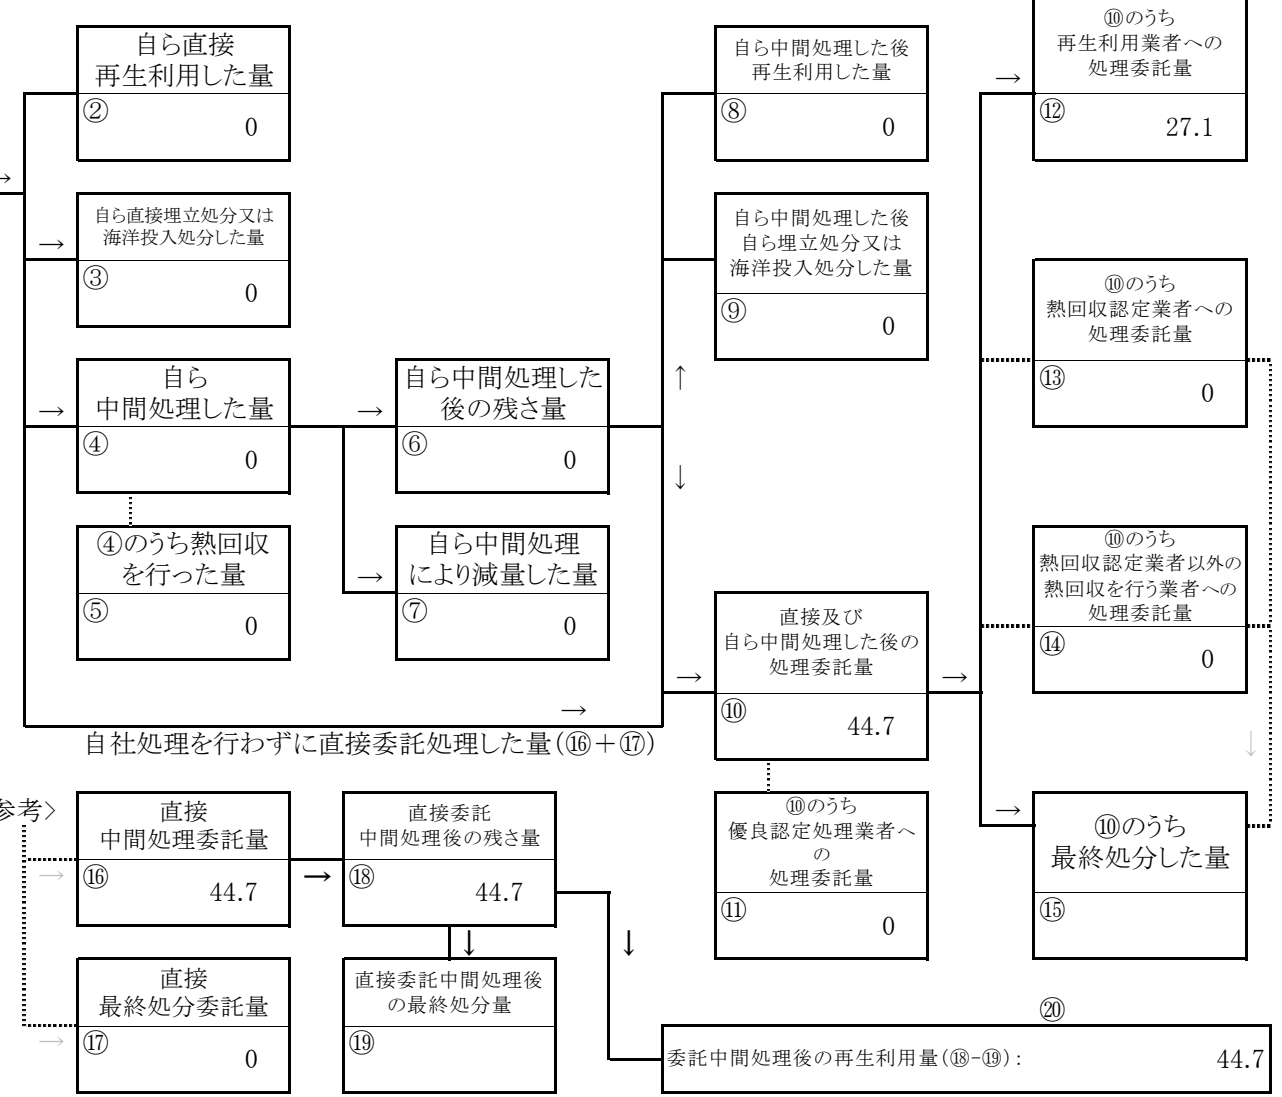 自ら直接
再生利用した量
②
0
自ら直接埋立処分又は
海洋投入処分した量
→
③
0
自ら
中間処理した量
→
④
0
④のうち熱回収
を行った量
⑤
0
自ら中間処理した
後の残さ量
→
⑥
0
自ら中間処理
により減量した量
→
⑦
0
→
自社処理を行わずに直接委託処理した量(⑯+⑰)
自ら中間処理した後
再生利用した量
⑧
0
自ら中間処理した後
自ら埋立処分又は
海洋投入処分した量
⑨
0
↑
↓
直接及び
自ら中間処理した後の
処理委託量
→
⑩
44.7
→
⑩のうち
優良認定処理業者へ
の
処理委託量
⑪
0
⑩のうち
再生利用業者への
処理委託量
→
⑫
27.1
⑩のうち
熱回収認定業者への
処理委託量
⑬
0
⑩のうち
熱回収認定業者以外の
熱回収を行う業者への
処理委託量
⑭
0
↓
→
⑩のうち
最終処分した量
⑮
参考〉
直接
中間処理委託量
→
⑯
44.7
→
直接委託
中間処理後の残さ量
⑱
44.7
↓
↓
直接
最終処分委託量
→
⑰
0
直接委託中間処理後
の最終処分量
⑲
⑳
委託中間処理後の再生利用量(⑱-⑲):
44.7